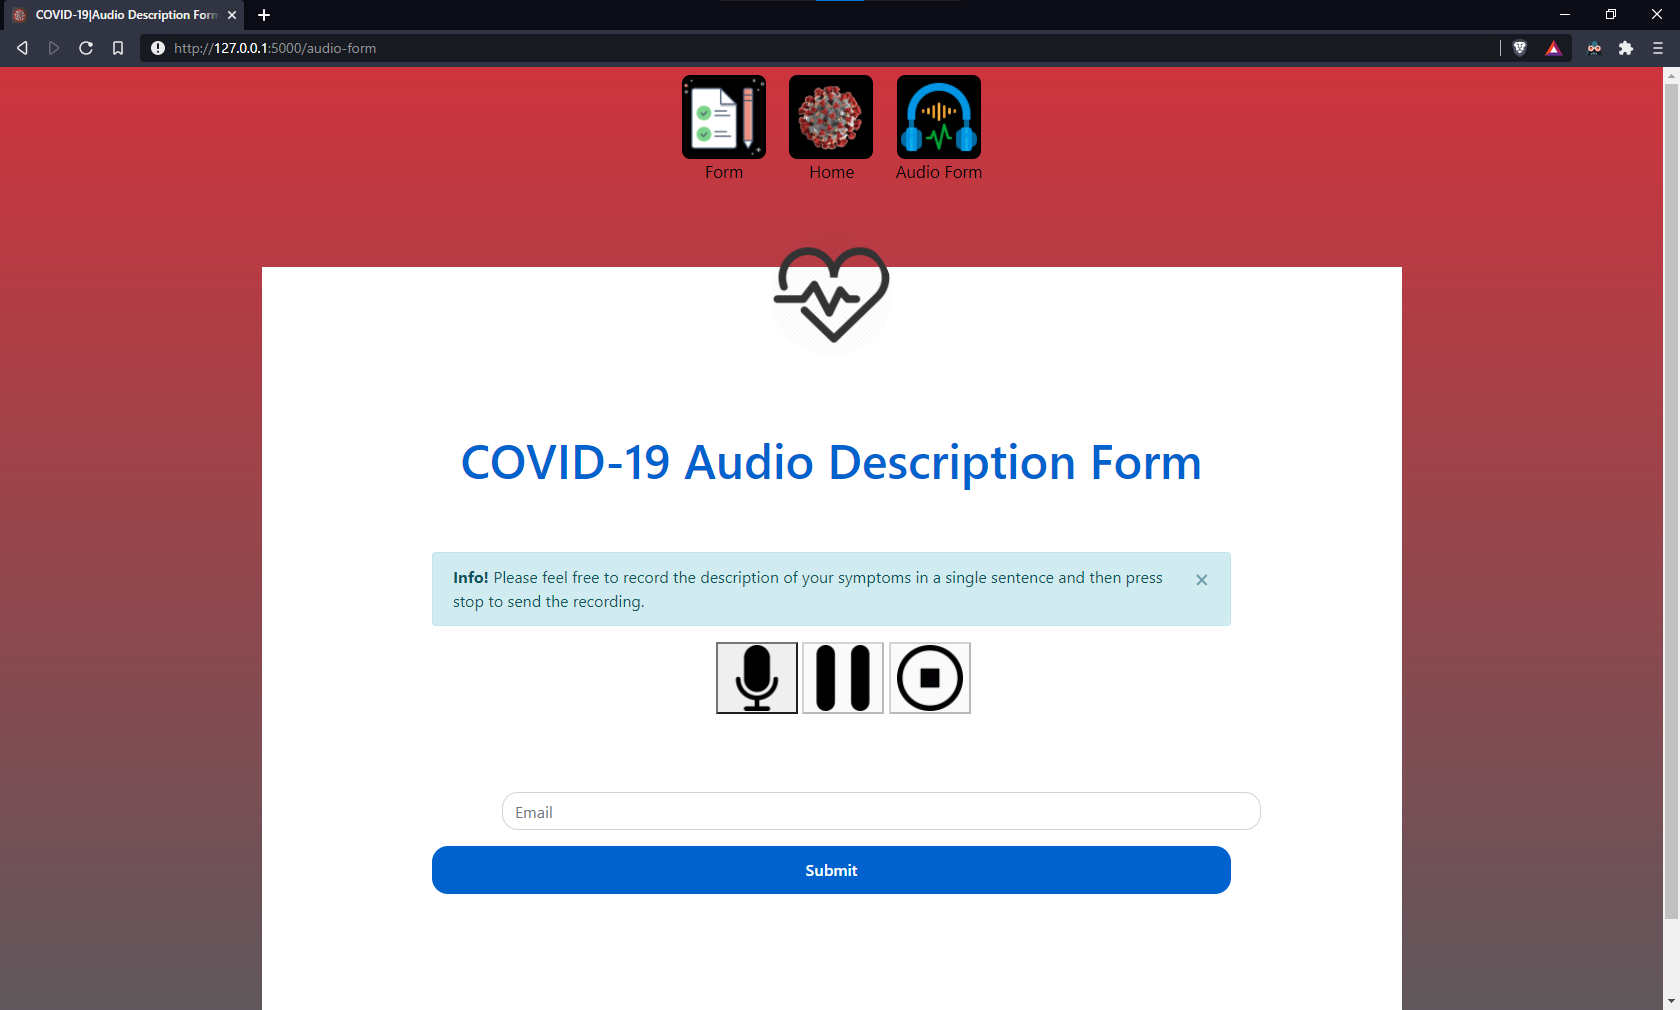 COVID-19|Audio Description Form
http://127.0.0.1:5000/audio-form
Form
Home
Audio Form
COVID-19 Audio Description Form
Info! Please feel free to record the description of your symptoms in a single sentence and then press
stop to send the recording.
Email
Submit